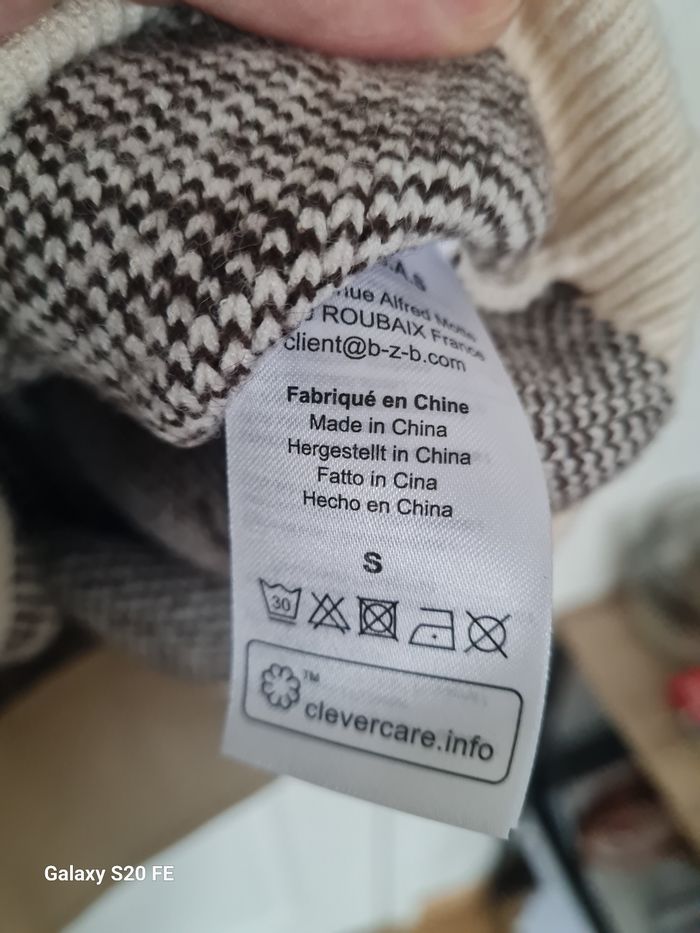 .A.S
Alfred Motte
ROUBAIX France
client@b-z-b.com
Fabriqué en Chine
Made in China
Hergestellt in China
Fatto in Cina
Hecho en China
S
30
TM
clevercare.info
Galaxy S20 FE